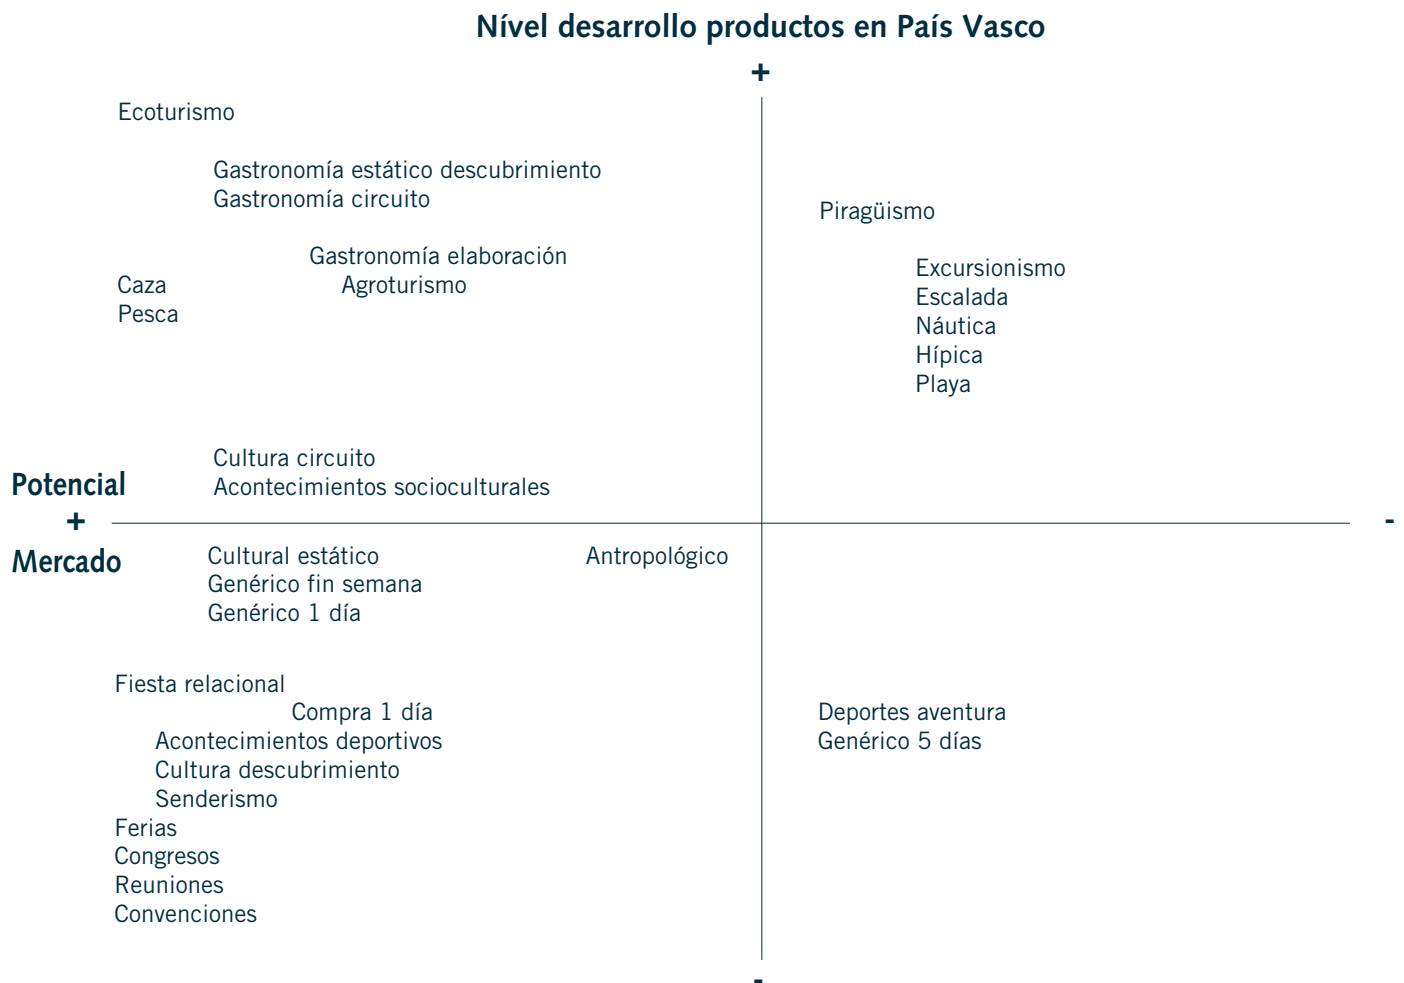 Nível desarrollo productos en País Vasco
+
Ecoturismo
Gastronomía estático descubrimiento
Gastronomía circuito
Piragüismo
Gastronomía elaboración
Excursionismo
Caza
Agroturismo
Escalada
Pesca
Náutica
Hípica
Playa
Cultura circuito
Potencial
Acontecimientos socioculturales
+
-
Mercado
Cultural estático
Antropológico
Genérico fin semana
Genérico 1 día
Fiesta relacional
Compra 1 día
Deportes aventura
Acontecimientos deportivos
Genérico 5 días
Cultura descubrimiento
Senderismo
Ferias
Congresos
Reuniones
Convenciones
-